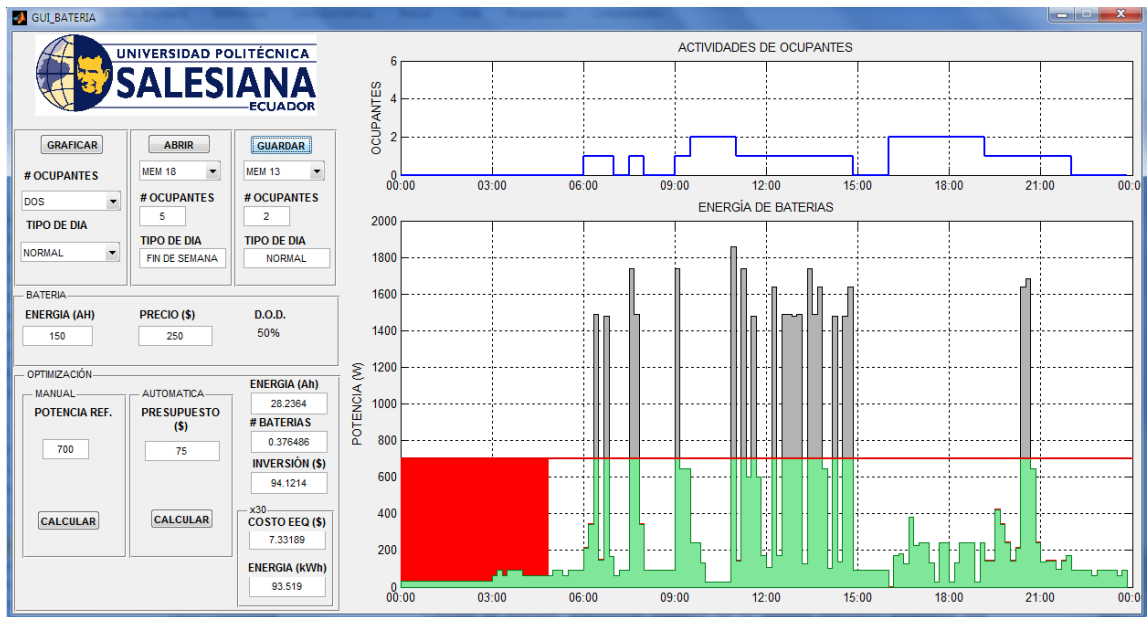 GUI_BATERIA
UNIVERSIDAD POLITÉCNICA
SALESIANA
ECUADOR
GRAFICAR
# OCUPANTES
DOS
TIPO DE DIA
NORMAL
ABRIR
MEM 18
# OCUPANTES
5
TIPO DE DIA
FIN DE SEMANA
GUARDAR
MEM 13
# OCUPANTES
2
TIPO DE DIA
NORMAL
BATERIA
ENERGIA (AH)
150
PRECIO ($)
250
D.O.D.
50%
OPTIMIZACIÓN
MANUAL
POTENCIA REF.
700
CALCULAR
AUTOMATICA
PRESUPUESTO
($)
75
CALCULAR
ENERGIA (Ah)
28.2364
# BATERIAS
0.376486
INVERSIÓN ($)
94.1214
x30
COSTO EEQ ($)
7.33189
ENERGIA (kWh)
93.519
ACTIVIDADES DE OCUPANTES
OCUPANTES
6
4
2
0
00:00 03:00 06:00 09:00 12:00 15:00 18:00 21:00 00:0
ENERGÍA DE BATERIAS
POTENCIA (W)
2000
1800
1600
1400
1200
1000
800
600
400
200
0
00:00 03:00 06:00 09:00 12:00 15:00 18:00 21:00 00:0